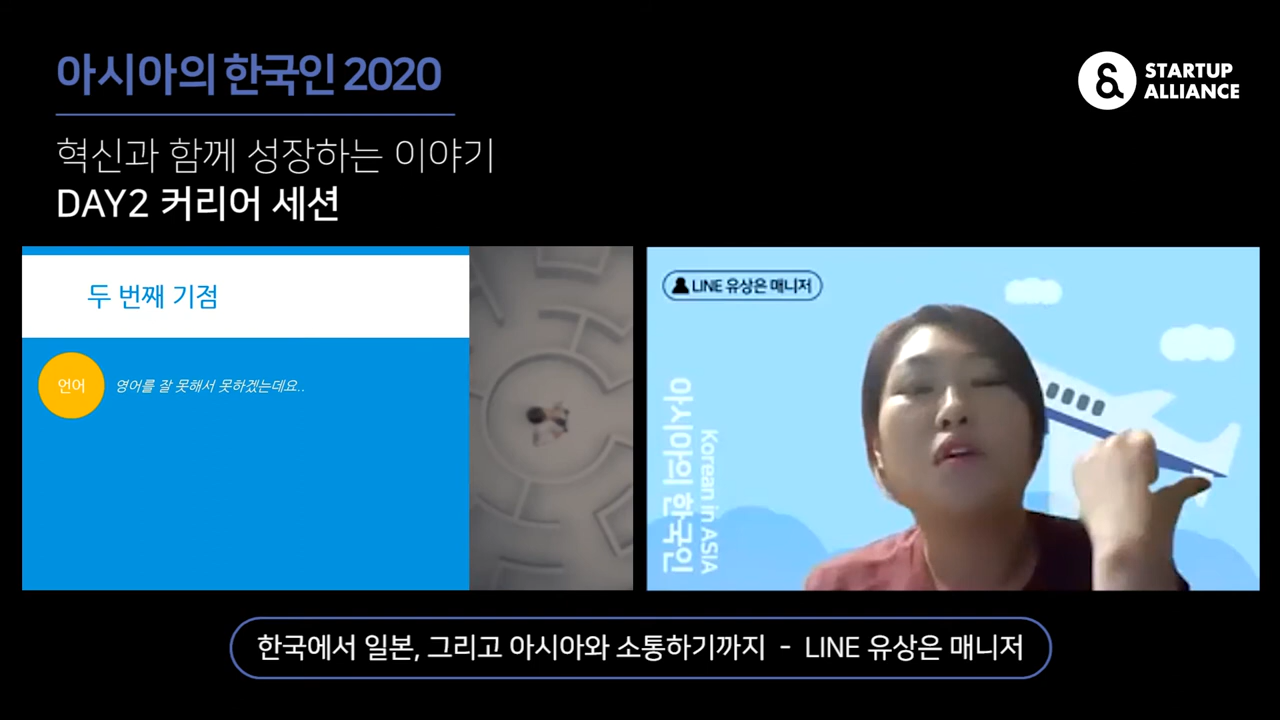 아시아의 한국인 2020
STARTUP
ALLIANCE
혁신과 함께 성장하는 이야기
DAY2 커리어 세션
두 번째 기점
언어
영어를 잘 못해서 못하겠는데요..
LINE 유상은 매니저
아시아의 한국인
Korean in ASIA
한국에서 일본, 그리고 아시아와 소통하기까지 - LINE 유상은 매니저